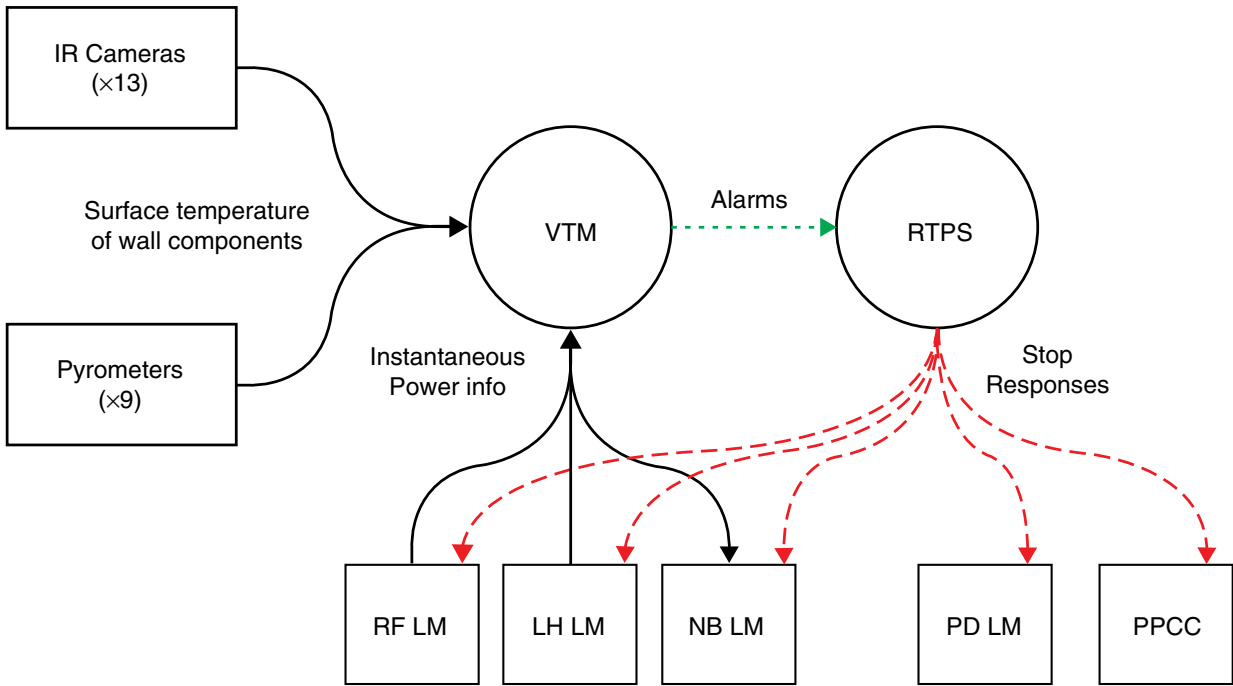 IR Cameras
(×13)
Surface temperature
of wall components
Pyrometers
(×9)
VTM
Alarms
RTPS
Instantaneous
Power info
Stop
Responses
RF LM
LH LM
NB LM
PD LM
PPCC